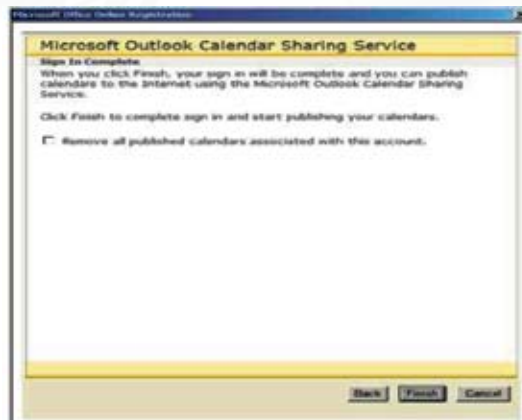 Microsoft Office Online Registration
Microsoft Outlook Calendar Sharing Service
Sign In Complete
When you click Finish, your sign in will be complete and you can publish
calendars to the Internet using the Microsoft Outlook Calendar Sharing
Service.
Click Finish to complete sign in and start publishing your calendars.
Remove all published calendars associated with this account.
Back Finish Cancel